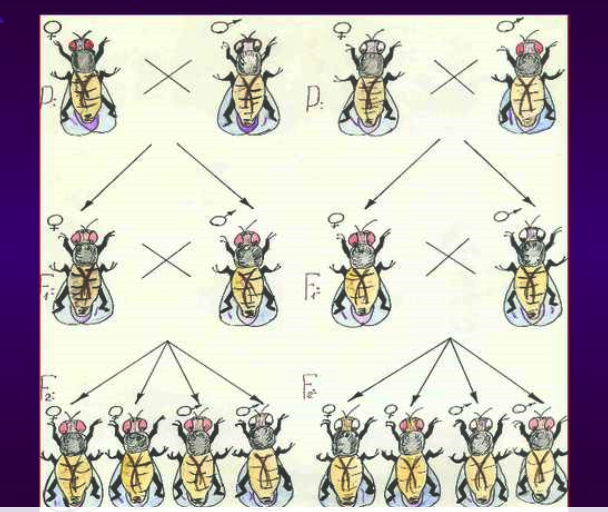 ♀ ♂ ♀ ♂
P: P:
♀ ♂ ♀ ♂
F₁: F₁:
F₂: F₂:
♀ ♀ ♂ ♂ ♀ ♀ ♂ ♂